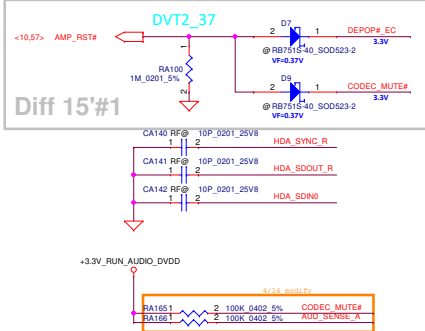 DVT2_37
D7
<10,57> AMP_RST#
2 1 DEPOP#_EC
@ RB751S-40_SOD523-2 3.3V
VF=0.37V
1
RA100
1M_0201_5%
2
D9
2 1 CODEC_MUTE#
@ RB751S-40_SOD523-2 3.3V
VF=0.37V
Diff 15'#1
CA140 RF@ 10P_0201_25V8
1 2 HDA_SYNC_R
CA141 RF@ 10P_0201_25V8
1 2 HDA_SDOUT_R
CA142 RF@ 10P_0201_25V8
1 2 HDA_SDIN0
+3.3V_RUN_AUDIO_DVDD
4/14 modify
RA165 1 2 100K_0402_5% CODEC_MUTE#
RA166 1 2 100K_0402_5% AUD_SENSE_A